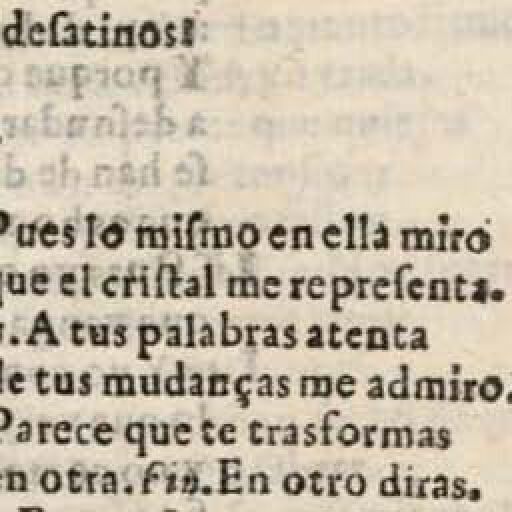 desatinos?
Pues lo miſmo en ella miro
que el criſtal me repreſenta.
. A tus palabras atenta
de tus mudanças me admiro.
Parece que te trasformas
en otra. Fin. En otro diras.